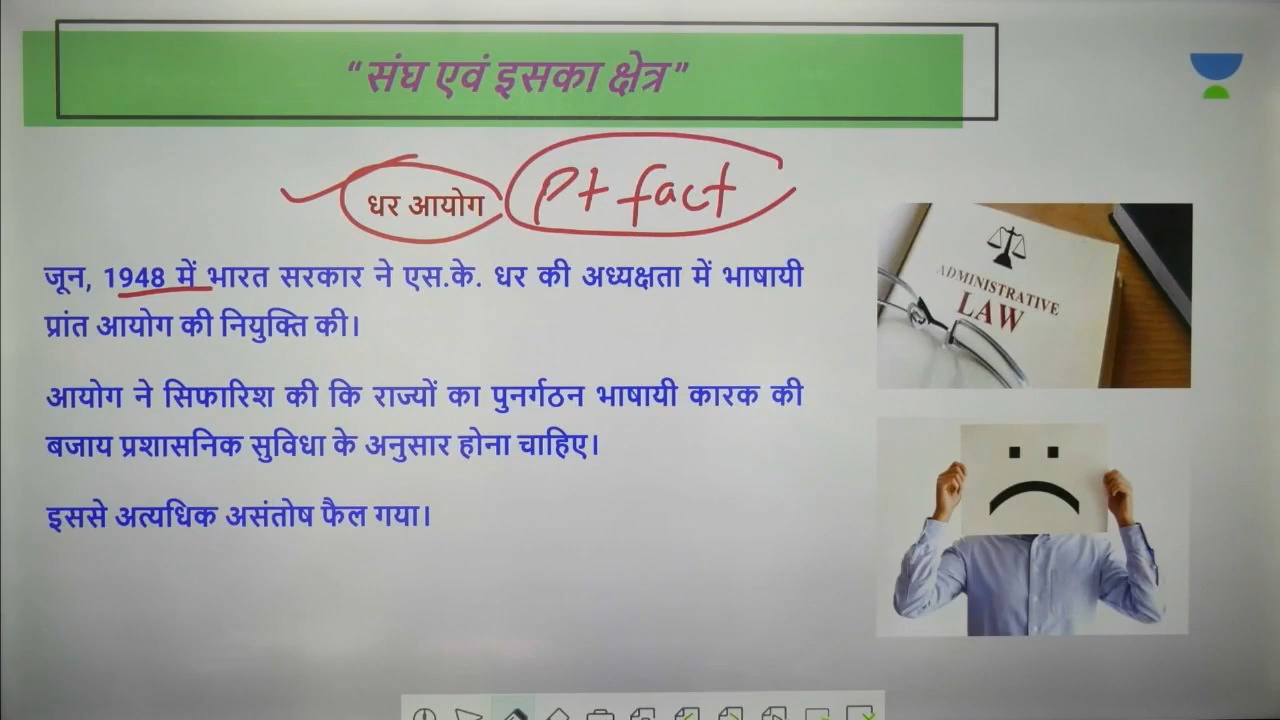 “संघ एवं इसका क्षेत्र”
धर आयोग Pt fact
जून, 1948 में भारत सरकार ने एस.के. धर की अध्यक्षता में भाषायी
प्रांत आयोग की नियुक्ति की।
आयोग ने सिफारिश की कि राज्यों का पुनर्गठन भाषायी कारक की
बजाय प्रशासनिक सुविधा के अनुसार होना चाहिए।
इससे अत्यधिक असंतोष फैल गया।
ADMINISTRATIVE
LAW